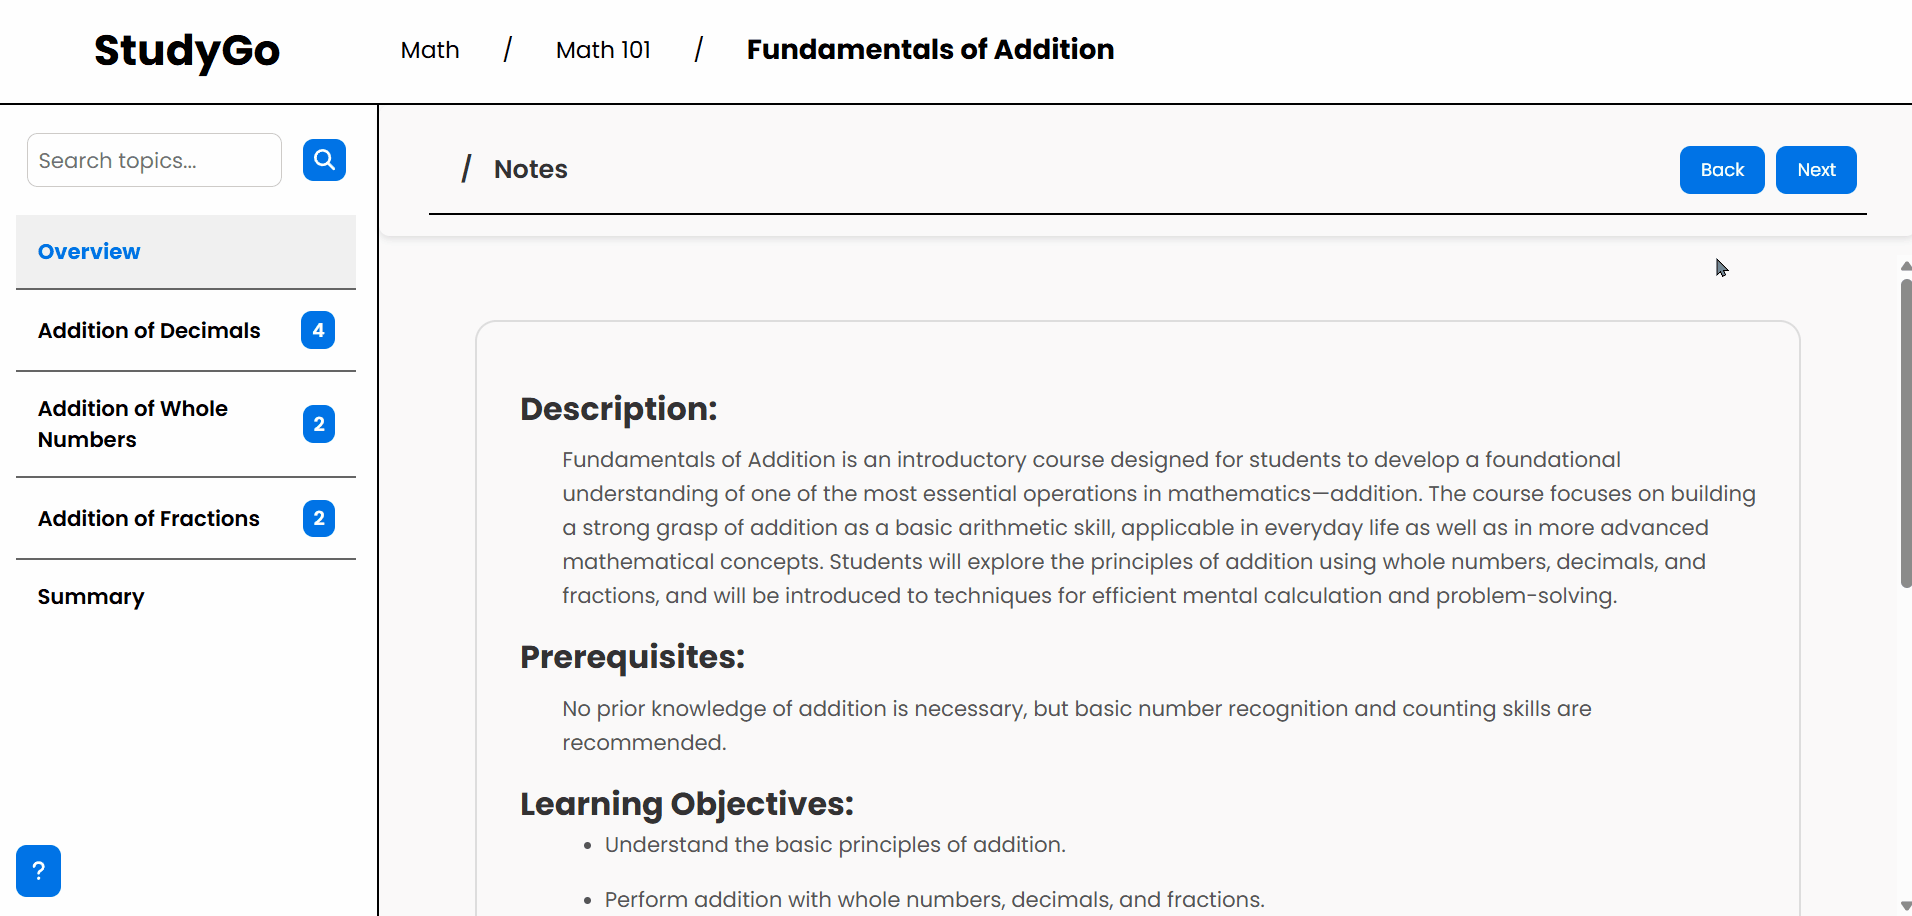 StudyGo
Math / Math 101 / Fundamentals of Addition
Search topics...
Overview
Addition of Decimals 4
Addition of Whole
Numbers 2
Addition of Fractions 2
Summary
?
/ Notes
Back Next
Description:
Fundamentals of Addition is an introductory course designed for students to develop a foundational
understanding of one of the most essential operations in mathematics—addition. The course focuses on building
a strong grasp of addition as a basic arithmetic skill, applicable in everyday life as well as in more advanced
mathematical concepts. Students will explore the principles of addition using whole numbers, decimals, and
fractions, and will be introduced to techniques for efficient mental calculation and problem-solving.
Prerequisites:
No prior knowledge of addition is necessary, but basic number recognition and counting skills are
recommended.
Learning Objectives:
• Understand the basic principles of addition.
• Perform addition with whole numbers, decimals, and fractions.